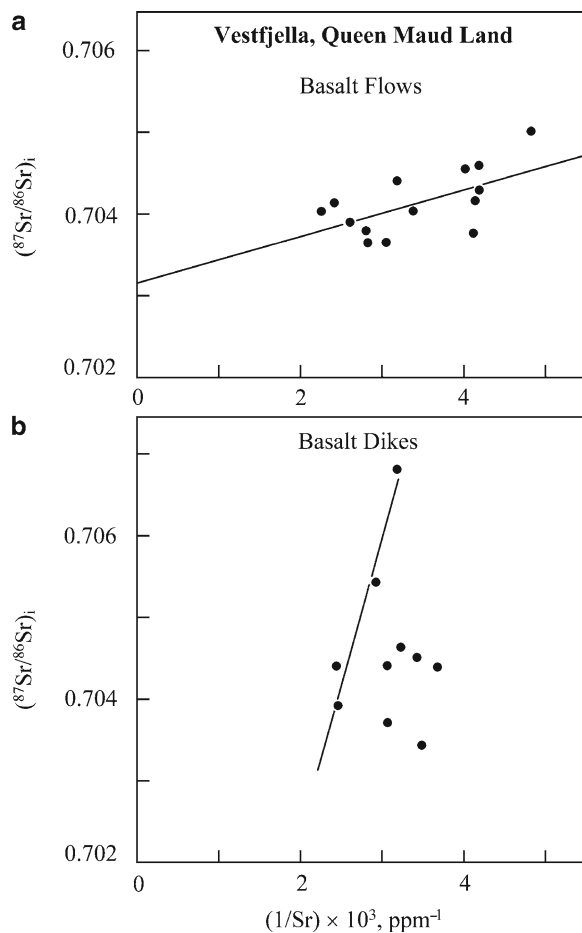 a
Vestfjella, Queen Maud Land
Basalt Flows
0.706
0.704
0.702
(⁸⁷Sr/⁸⁶Sr)ᵢ
0 2 4
b
Basalt Dikes
0.706
0.704
0.702
(⁸⁷Sr/⁸⁶Sr)ᵢ
0 2 4
(1/Sr) × 10³, ppm⁻¹